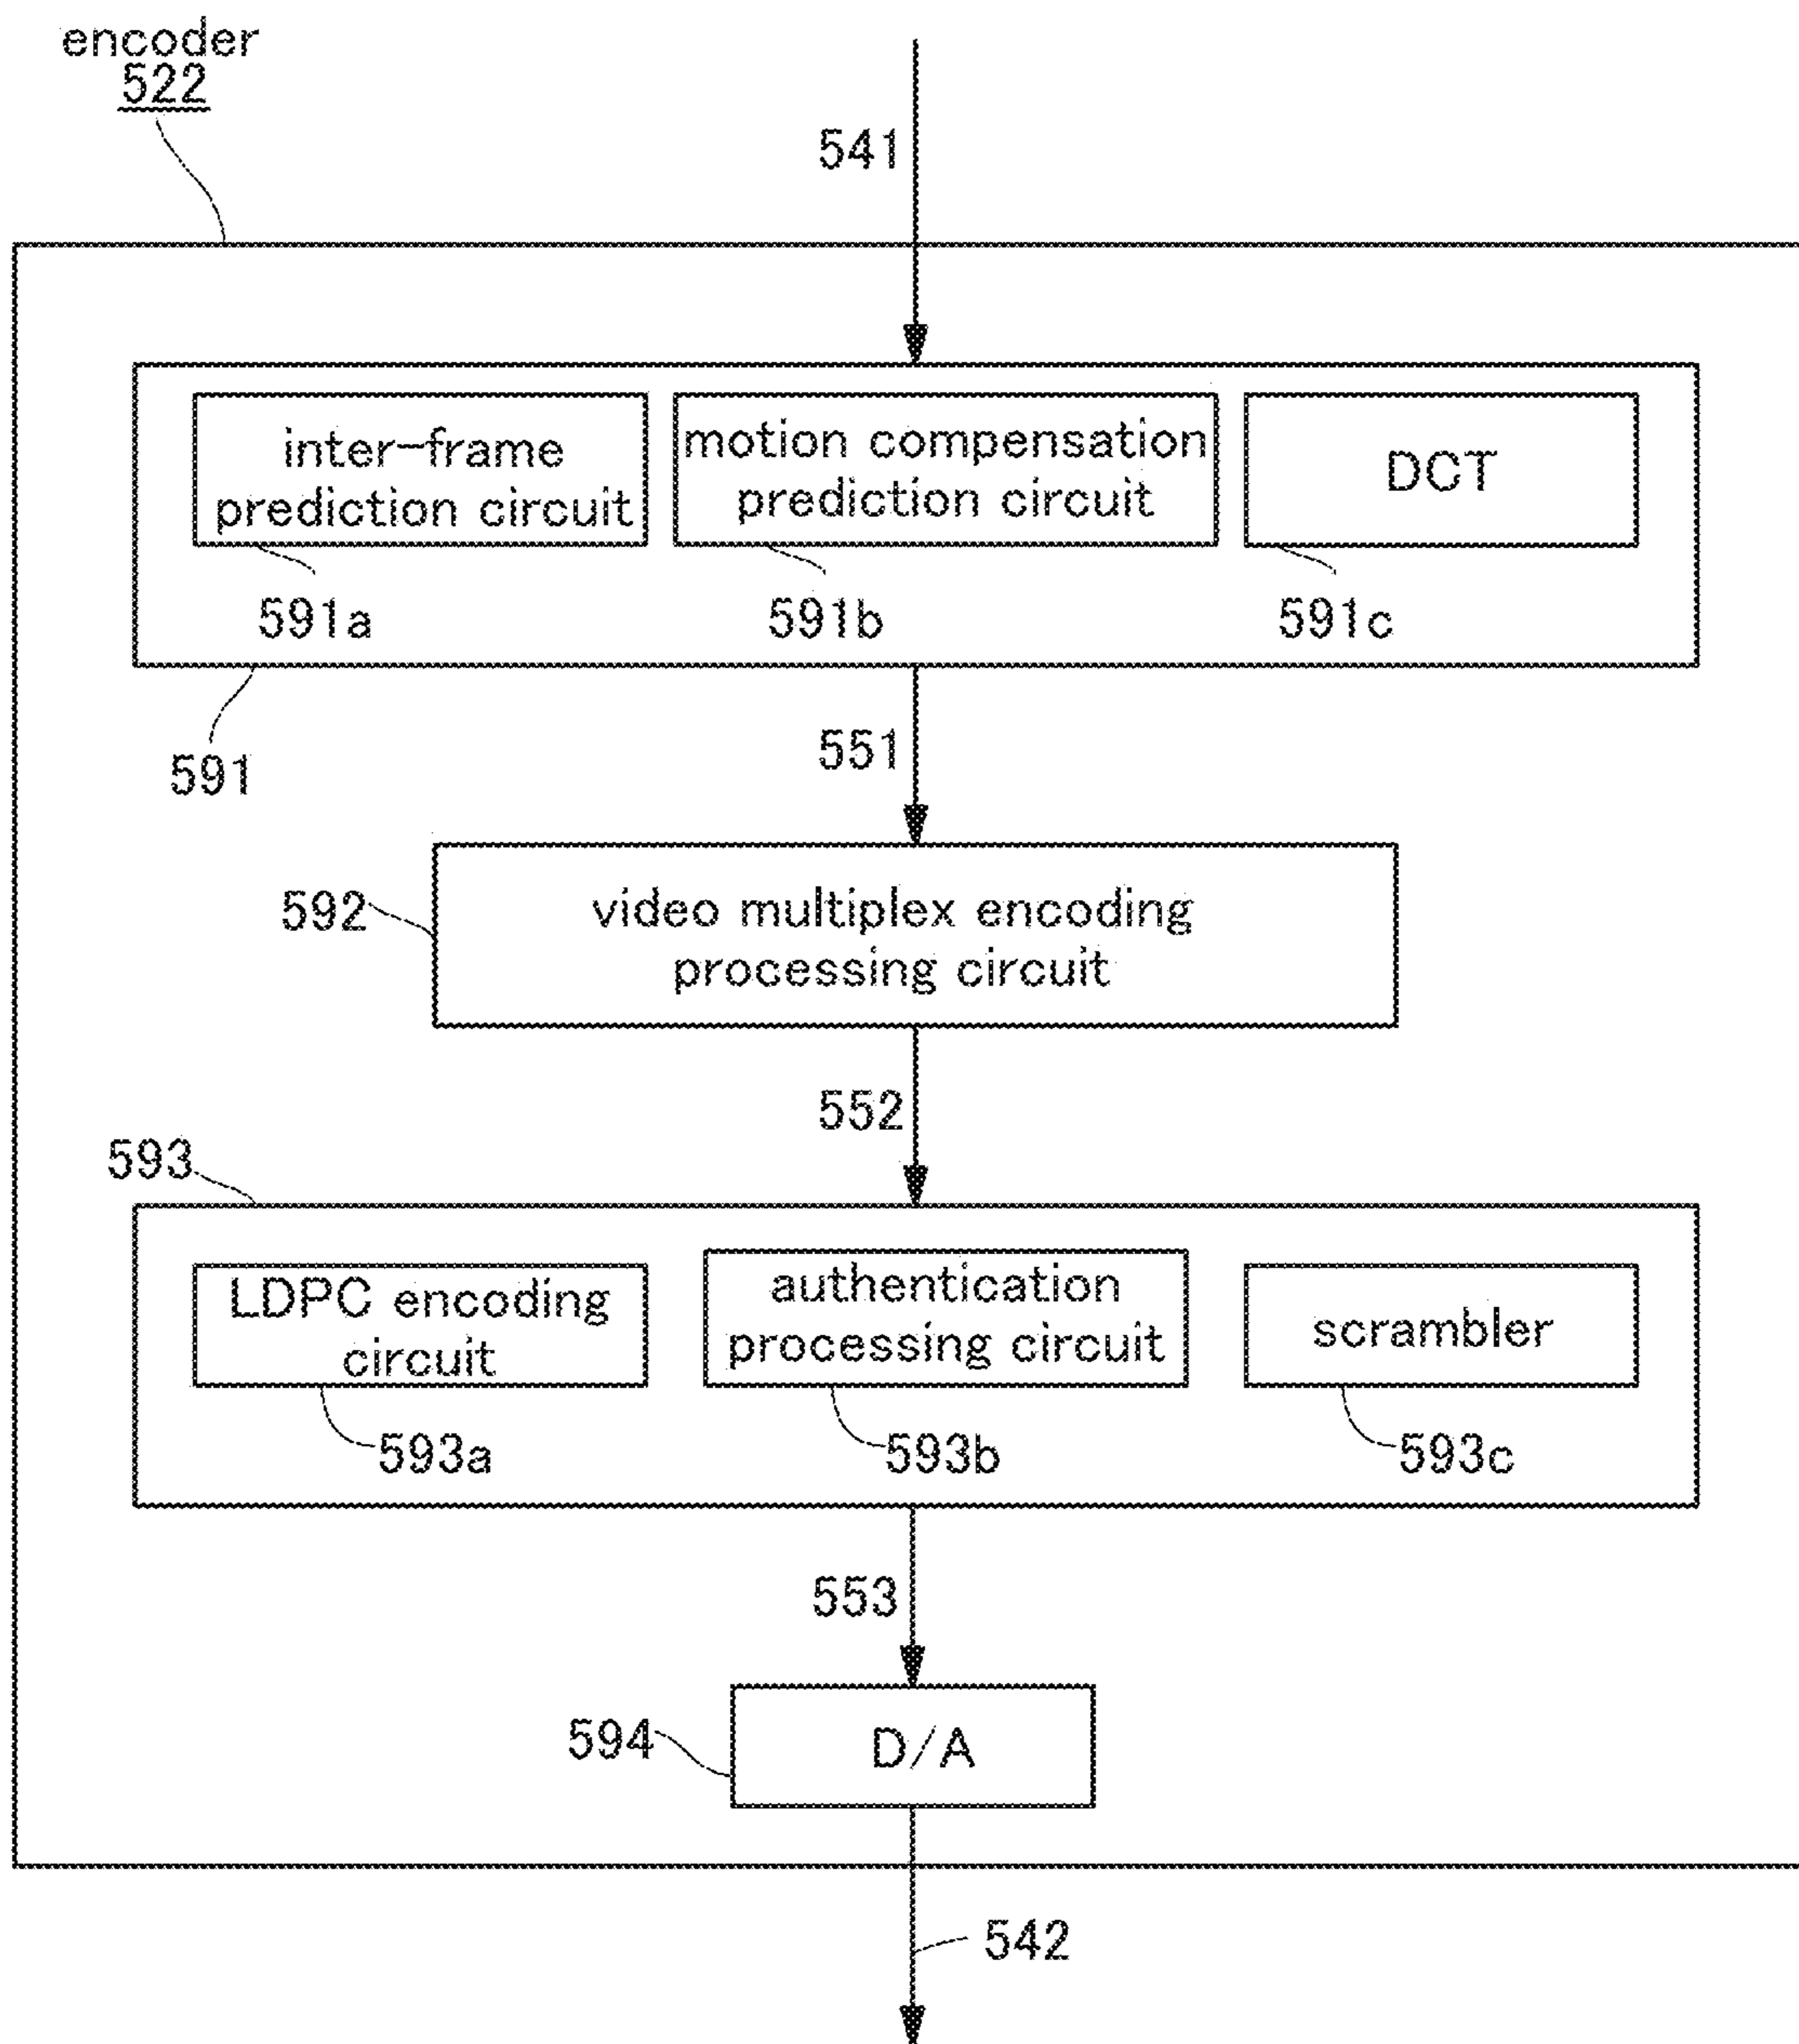 encoder
522
541
inter-frame
prediction circuit
motion compensation
prediction circuit
DCT
591a
591b
591c
591
551
592
video multiplex encoding
processing circuit
552
593
LDPC encoding
circuit
authentication
processing circuit
scrambler
593a
593b
593c
553
594
D/A
542